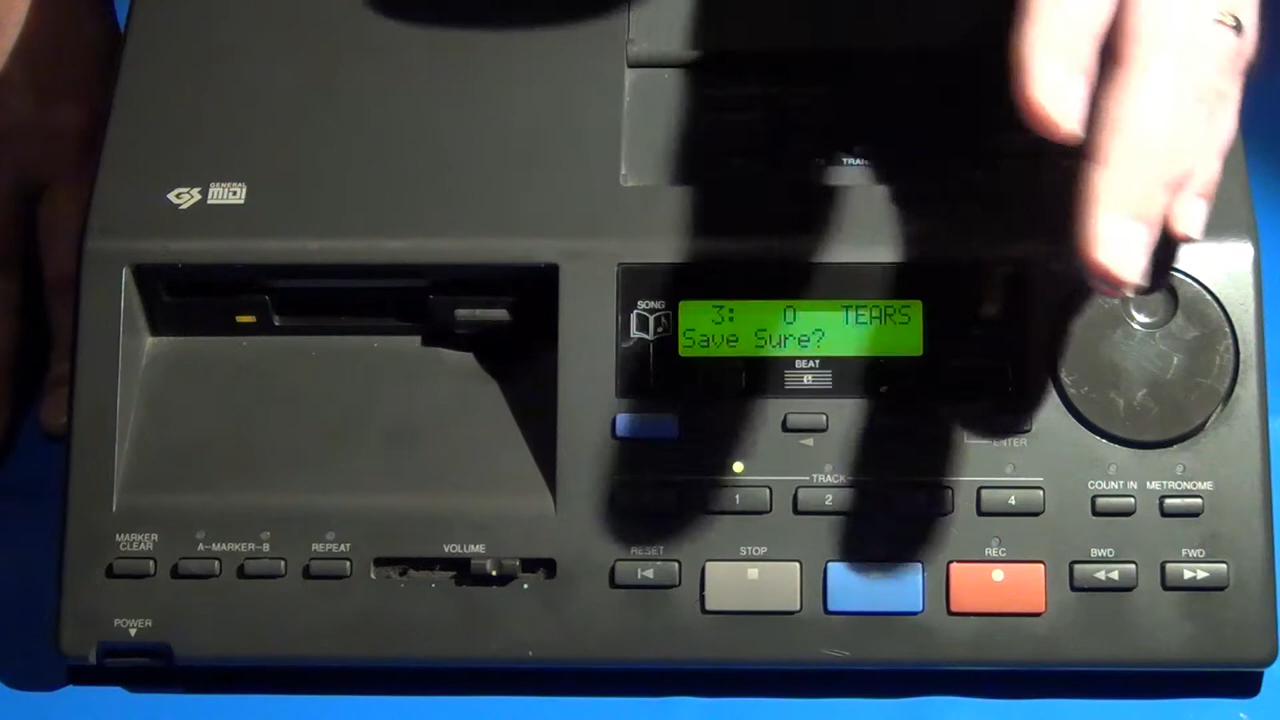 TRAN
GS GENERAL MIDI
SONG
3: 0 TEARS
Save Sure?
BEAT
ENTER
TRACK
1 2 4
COUNT IN METRONOME
MARKER CLEAR
A-MARKER-B
REPEAT
VOLUME
RESET
STOP
REC
BWD
FWD
POWER